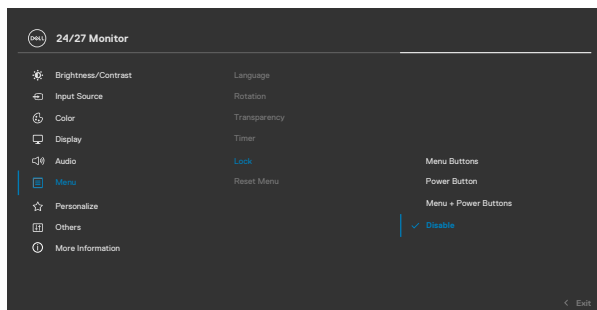 DELL 24/27 Monitor
Brightness/Contrast Language
Input Source Rotation
Color Transparency
Display Timer
Audio Lock Menu Buttons
Menu Reset Menu Power Button
Personalize Menu + Power Buttons
Others Disable
More Information
Exit